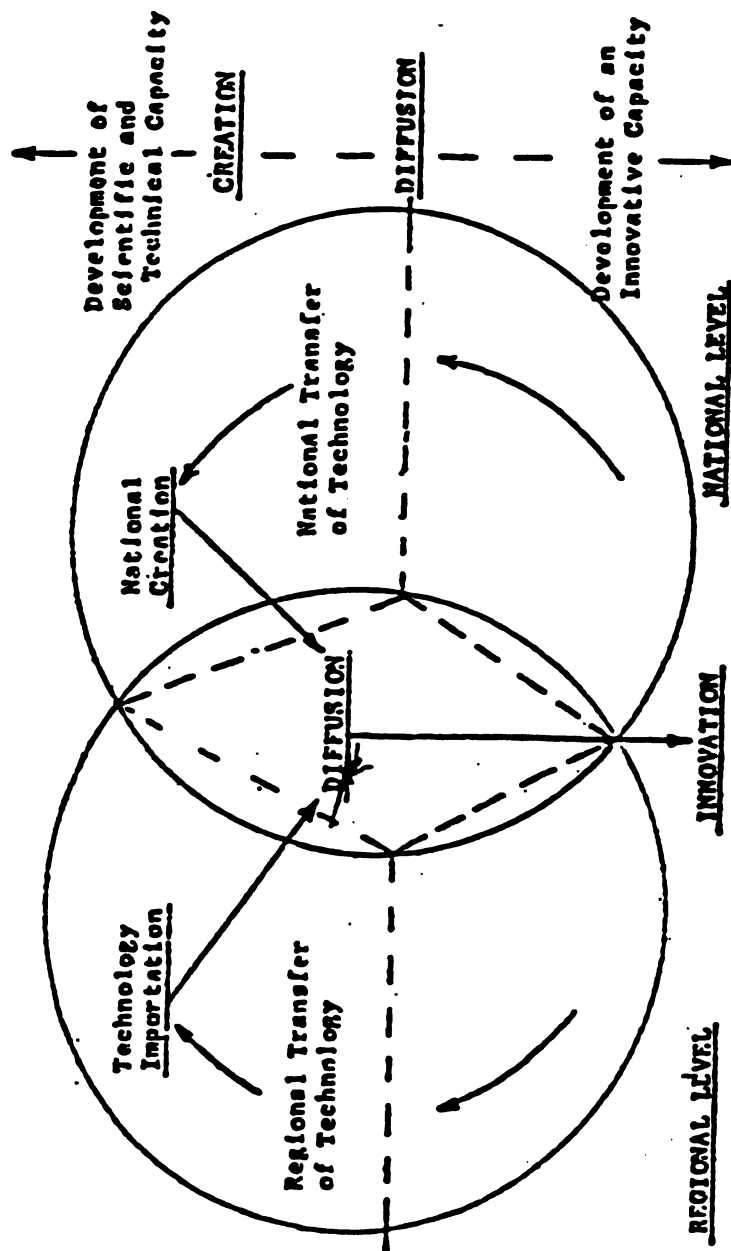 Development of
Scientific and
Technical Capacity
CREATION
DIFFUSION
Development of an
Innovative Capacity
Technology
Importation
National
Creation
DIFFUSION
Regional Transfer
of Technology
National Transfer
of Technology
REGIONAL LEVEL
INNOVATION
NATIONAL LEVEL